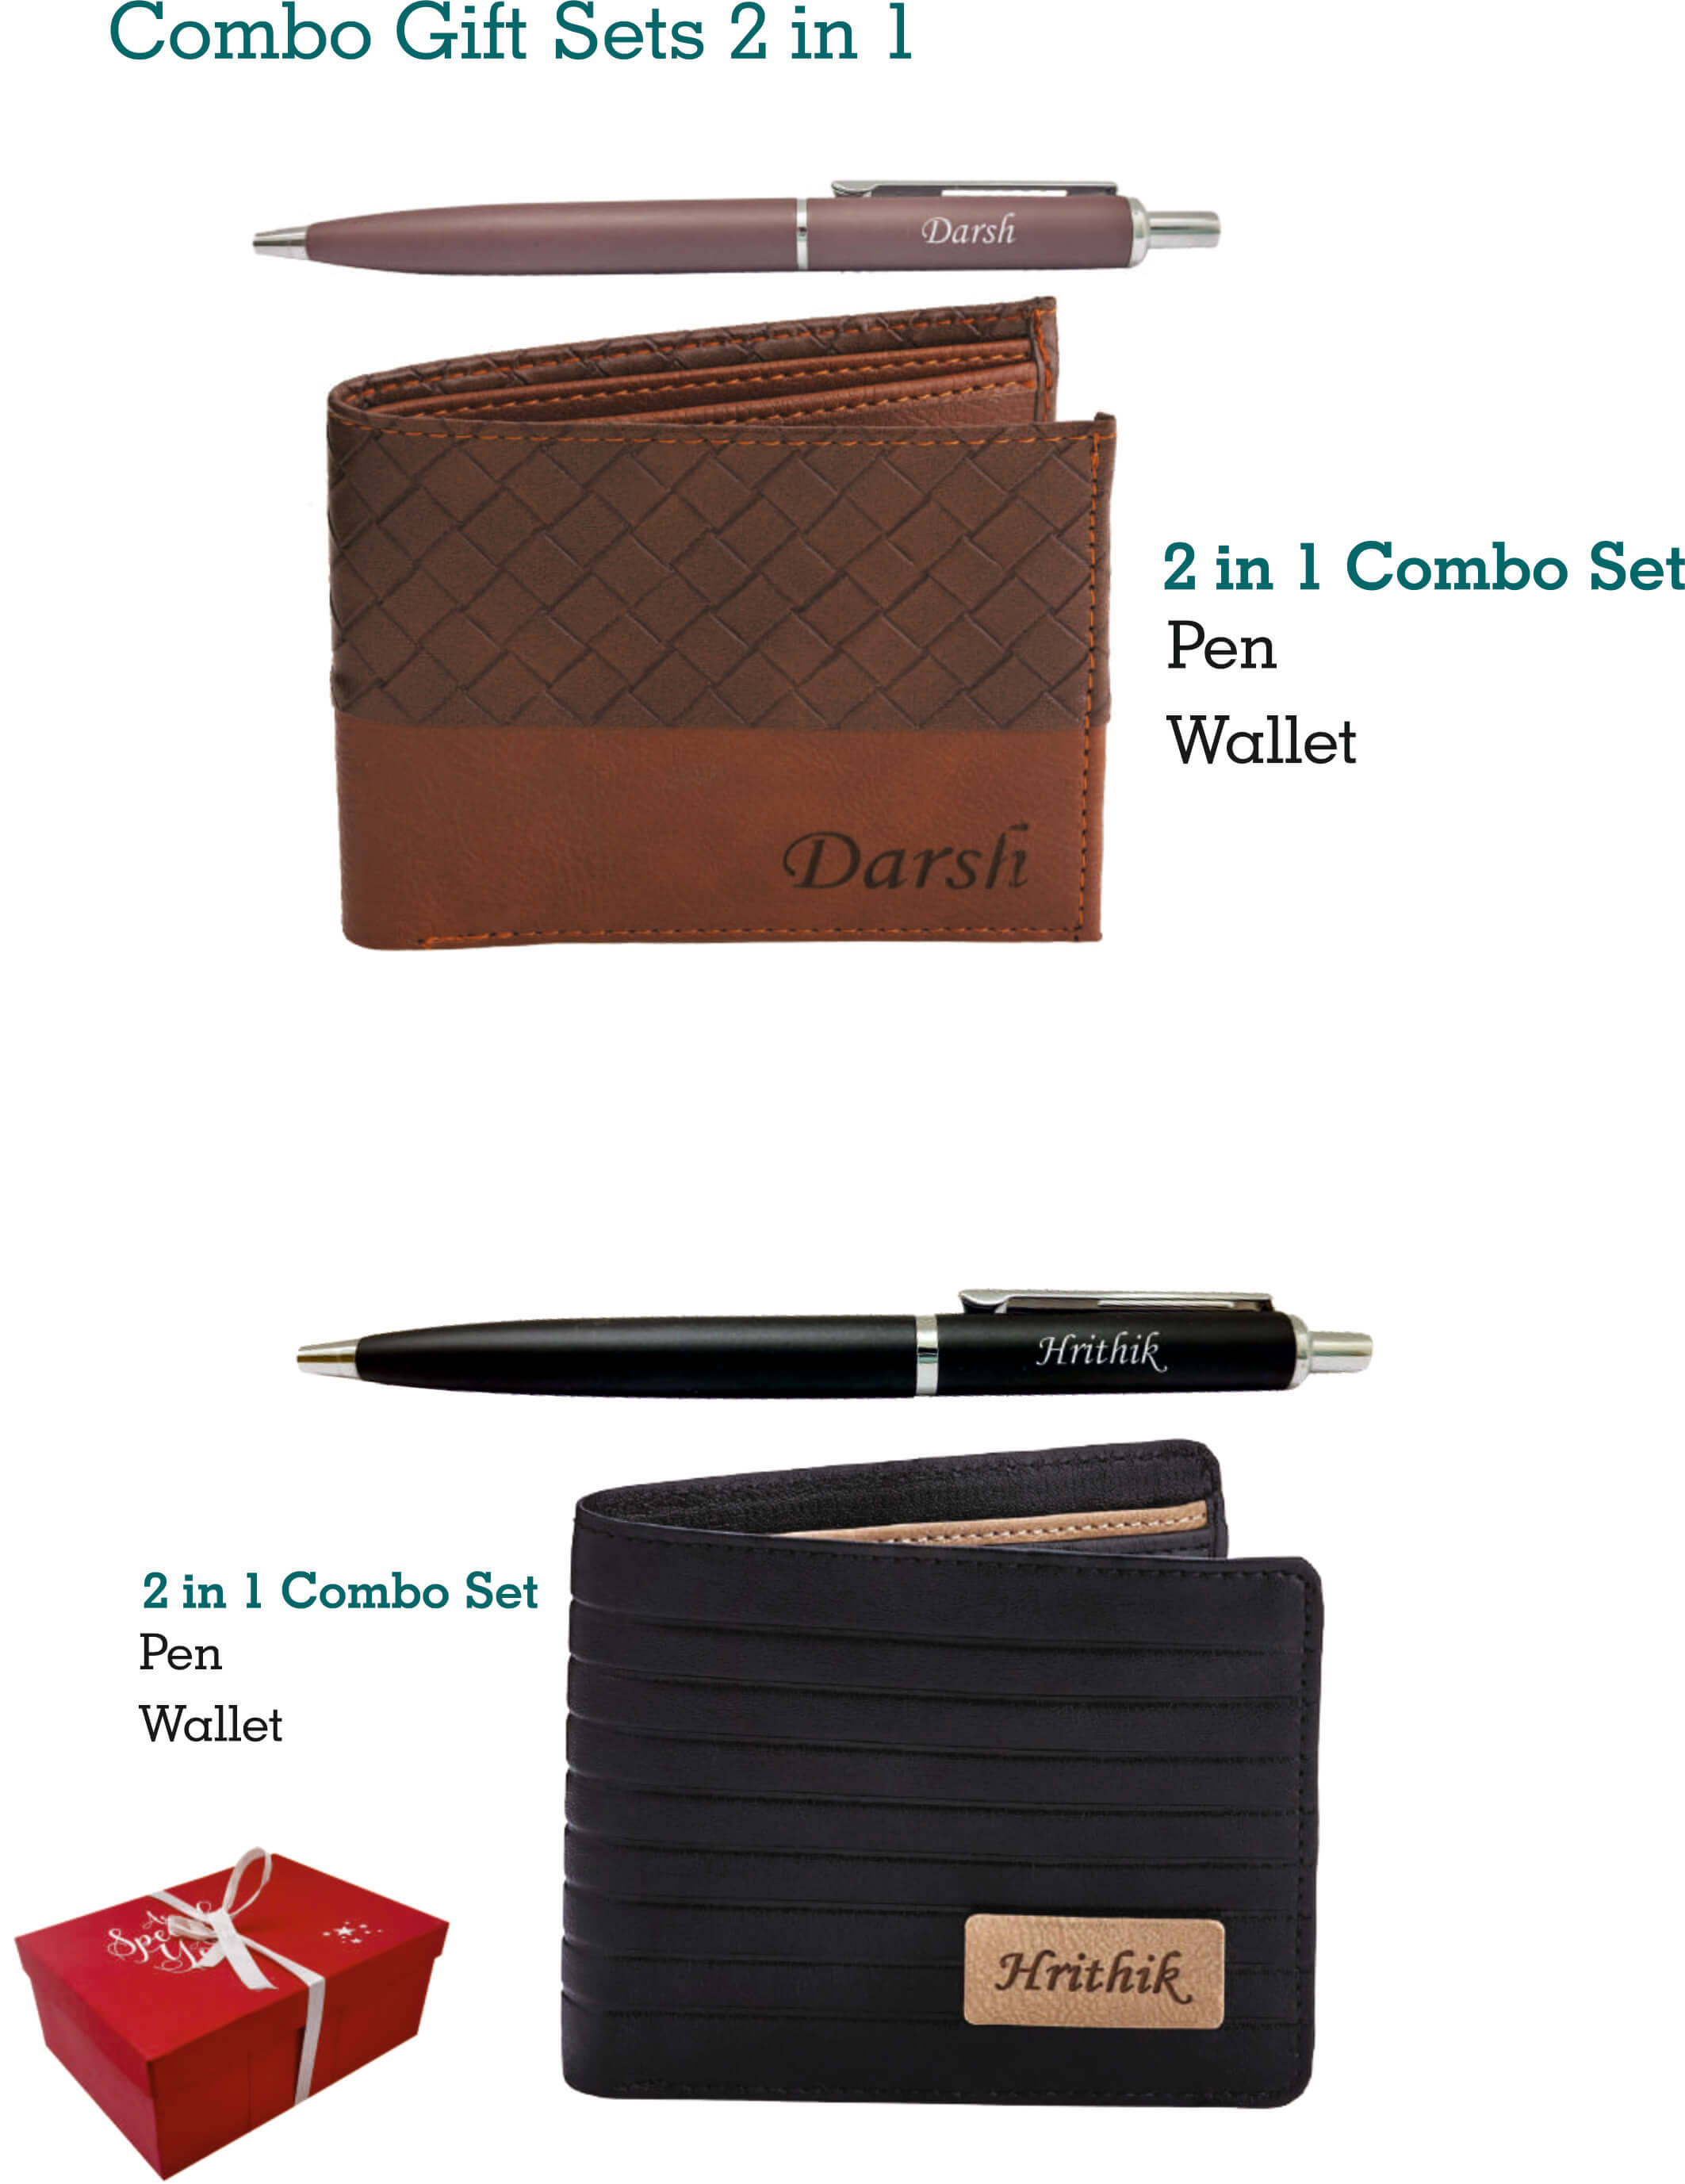 Combo Gift Sets 2 in 1
Darsh
Darsh
2 in 1 Combo Set
Pen
Wallet
Hrithik
2 in 1 Combo Set
Pen
Wallet
Hrithik